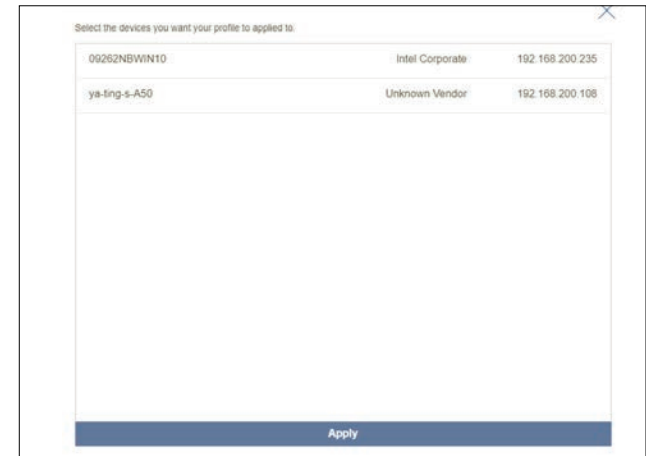 Select the devices you want your profile to applied to.
09262NBWIN10 Intel Corporate 192.168.200.235
ya-ting-s-A50 Unknown Vendor 192.168.200.108
Apply